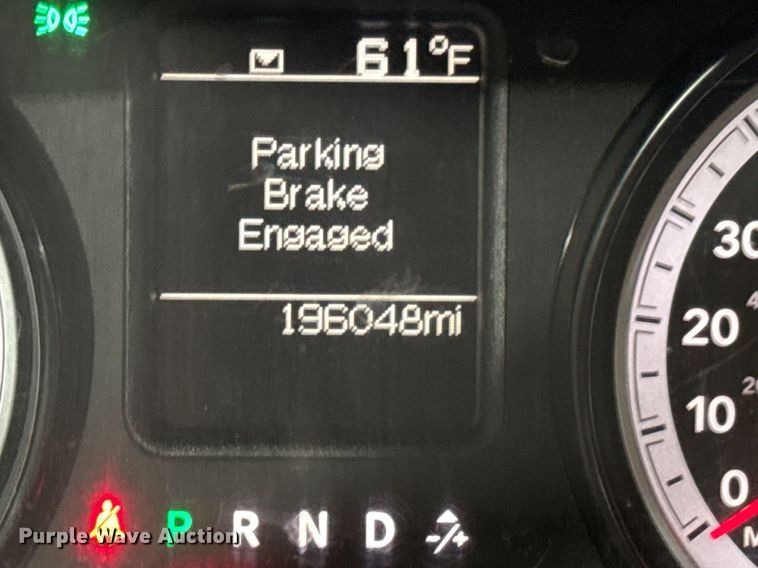 61°F
Parking
Brake
Engaged
196048mi
30
20
10
0
P R N D -/+
Purple Wave Auction